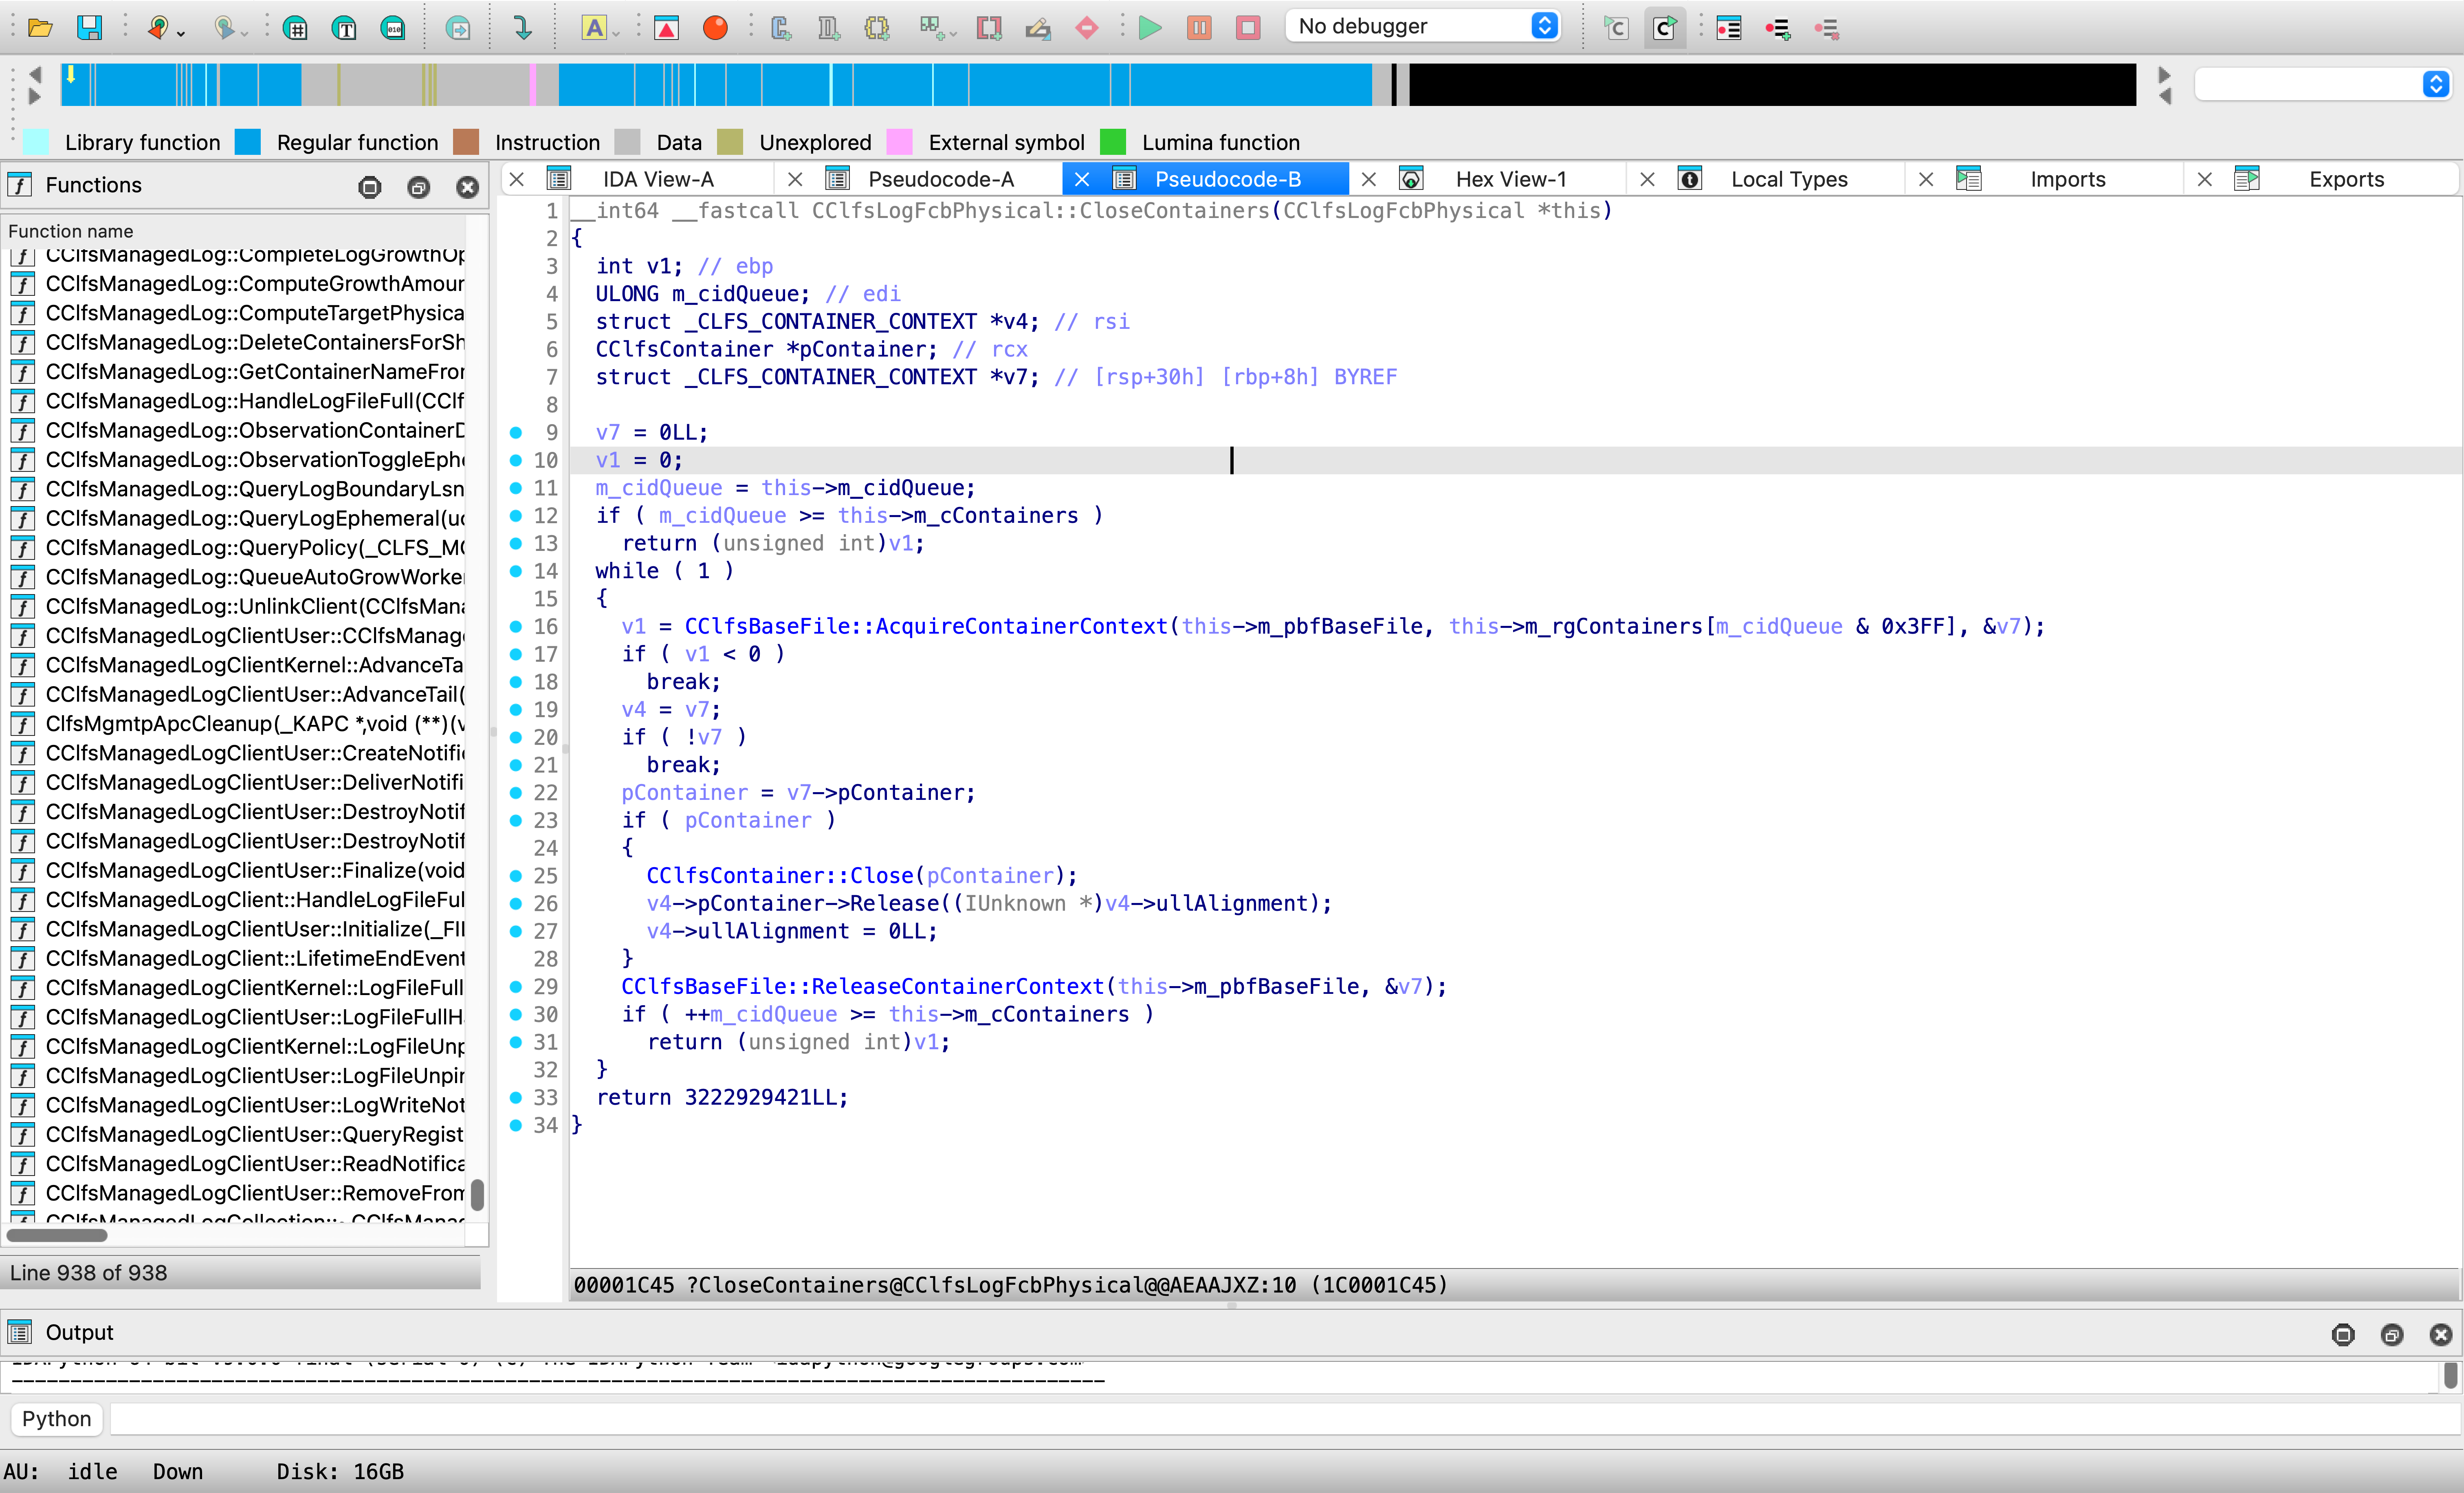 No debugger
Library function Regular function Instruction Data Unexplored External symbol Lumina function
Functions
IDA View-A Pseudocode-A Pseudocode-B Hex View-1 Local Types Imports Exports
Function name
CClfsManagedLog::CompleteLogGrowthOp
CClfsManagedLog::ComputeGrowthAmour
CClfsManagedLog::ComputeTargetPhysica
CClfsManagedLog::DeleteContainersForSh
CClfsManagedLog::GetContainerNameFror
CClfsManagedLog::HandleLogFileFull(CClf
CClfsManagedLog::ObservationContainerD
CClfsManagedLog::ObservationToggleEphe
CClfsManagedLog::QueryLogBoundaryLsn
CClfsManagedLog::QueryLogEphemeral(uc
CClfsManagedLog::QueryPolicy(_CLFS_MG
CClfsManagedLog::QueueAutoGrowWorke
CClfsManagedLog::UnlinkClient(CClfsMana
CClfsManagedLogClientUser::CClfsManage
CClfsManagedLogClientKernel::AdvanceTa
CClfsManagedLogClientUser::AdvanceTail(
ClfsMgmtpApcCleanup(_KAPC *,void (**)(v
CClfsManagedLogClientUser::CreateNotific
CClfsManagedLogClientUser::DeliverNotifi
CClfsManagedLogClientUser::DestroyNotif
CClfsManagedLogClientUser::DestroyNotif
CClfsManagedLogClientUser::Finalize(void
CClfsManagedLogClient::HandleLogFileFul
CClfsManagedLogClientUser::Initialize(_FII
CClfsManagedLogClient::LifetimeEndEvent
CClfsManagedLogClientKernel::LogFileFull
CClfsManagedLogClientUser::LogFileFullH
CClfsManagedLogClientKernel::LogFileUnp
CClfsManagedLogClientUser::LogFileUnpir
CClfsManagedLogClientUser::LogWriteNot
CClfsManagedLogClientUser::QueryRegist
CClfsManagedLogClientUser::ReadNotifica
CClfsManagedLogClientUser::RemoveFrom
Line 938 of 938
1 __int64 __fastcall CClfsLogFcbPhysical::CloseContainers(CClfsLogFcbPhysical *this)
2 {
3 int v1; // ebp
4 ULONG m_cidQueue; // edi
5 struct _CLFS_CONTAINER_CONTEXT *v4; // rsi
6 CClfsContainer *pContainer; // rcx
7 struct _CLFS_CONTAINER_CONTEXT *v7; // [rsp+30h] [rbp+8h] BYREF
8
9 v7 = 0LL;
10 v1 = 0;
11 m_cidQueue = this->m_cidQueue;
12 if ( m_cidQueue >= this->m_cContainers )
13 return (unsigned int)v1;
14 while ( 1 )
15 {
16 v1 = CClfsBaseFile::AcquireContainerContext(this->m_pbfBaseFile, this->m_rgContainers[m_cidQueue & 0x3FF], &v7);
17 if ( v1 < 0 )
18 break;
19 v4 = v7;
20 if ( !v7 )
21 break;
22 pContainer = v7->pContainer;
23 if ( pContainer )
24 {
25 CClfsContainer::Close(pContainer);
26 v4->pContainer->Release((IUnknown *)v4->ullAlignment);
27 v4->ullAlignment = 0LL;
28 }
29 CClfsBaseFile::ReleaseContainerContext(this->m_pbfBaseFile, &v7);
30 if ( ++m_cidQueue >= this->m_cContainers )
31 return (unsigned int)v1;
32 }
33 return 3222929421LL;
34 }
00001C45 ?CloseContainers@CClfsLogFcbPhysical@@AEAAJXZ:10 (1C0001C45)
Output
Python
AU: idle Down Disk: 16GB